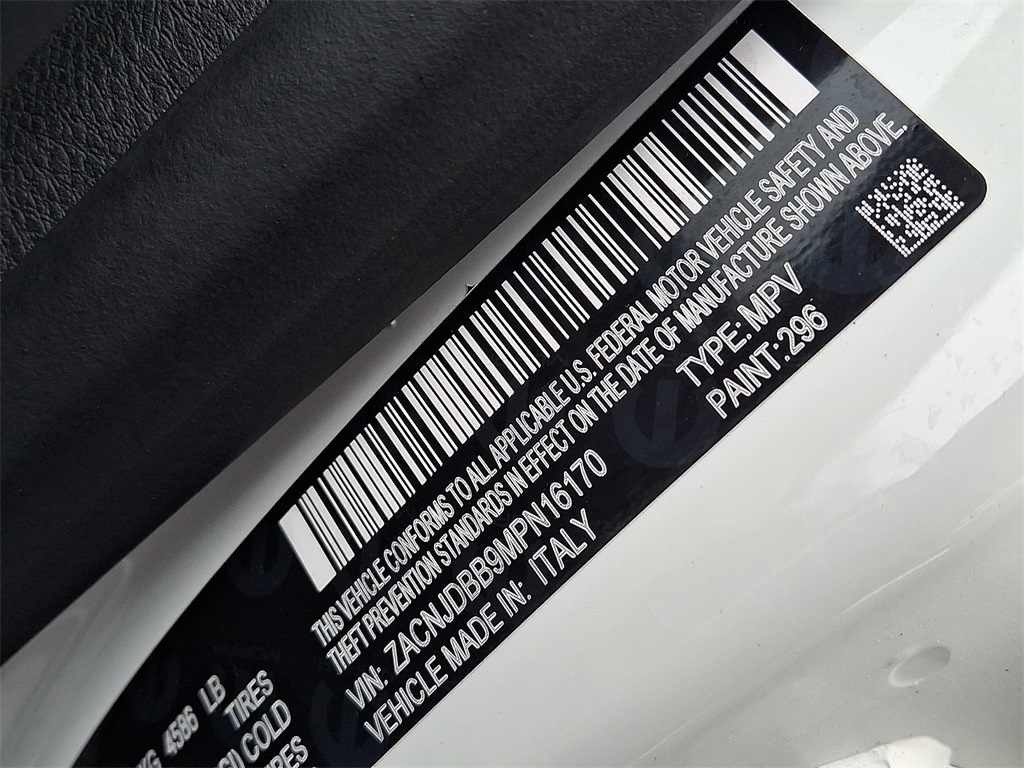 THIS VEHICLE CONFORMS TO ALL APPLICABLE U.S. FEDERAL MOTOR VEHICLE SAFETY AND
THEFT PREVENTION STANDARDS IN EFFECT ON THE DATE OF MANUFACTURE SHOWN ABOVE.
VIN: ZACNJDBB9MPN16170
TYPE: MPV
VEHICLE MADE IN: ITALY
PAINT: 296
KG 4586 LB
TIRES
COLD